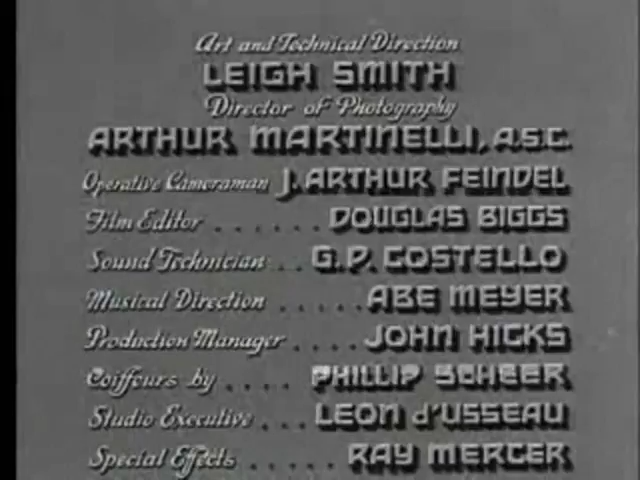 Art and Technical Direction
LEIGH SMITH
Director of Photography
ARTHUR MARTINELLI, A.S.C.
Operative Cameraman J. ARTHUR FEINDEL
Film Editor ...... DOUGLAS BIGGS
Sound Technician ... G.P. COSTELLO
Musical Direction ..... ABE MEYER
Production Manager .... JOHN HICKS
Coiffours by .... PHILLIP SCHEER
Studio Executive ... LEON d'USSEAU
Special Effects ..... RAY MERCER